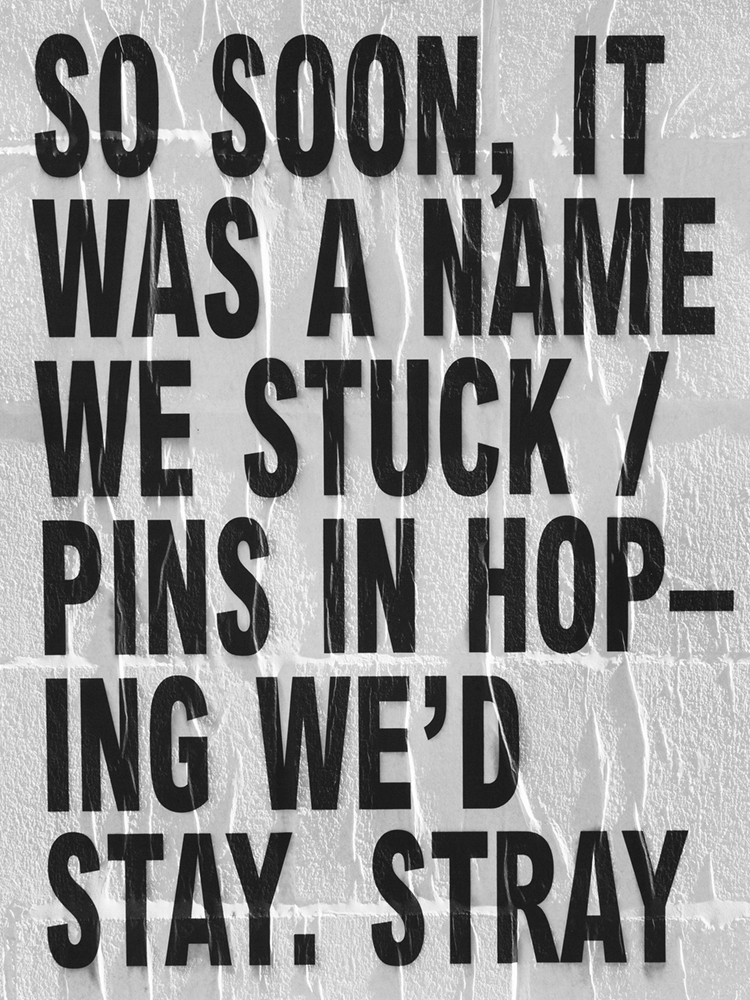 SO SOON, IT
WAS A NAME
WE STUCK /
PINS IN HOP–
ING WE’D
STAY. STRAY